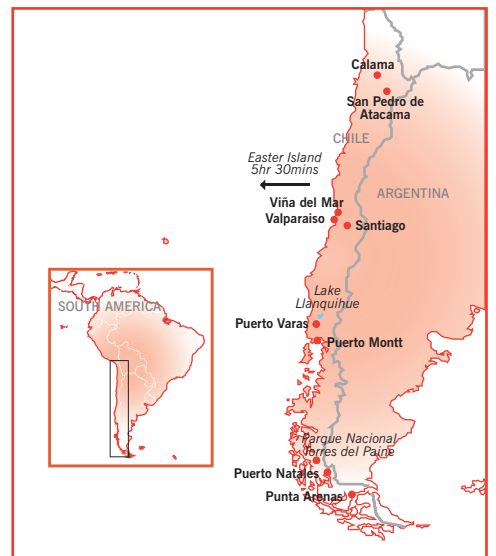 Calama
San Pedro de
Atacama
CHILE
Easter Island
5hr 30mins
ARGENTINA
Viña del Mar
Valparaiso
Santiago
Lake
Llanquihue
SOUTH AMERICA
Puerto Varas
Puerto Montt
Parque Nacional
Torres del Paine
Puerto Natales
Punta Arenas